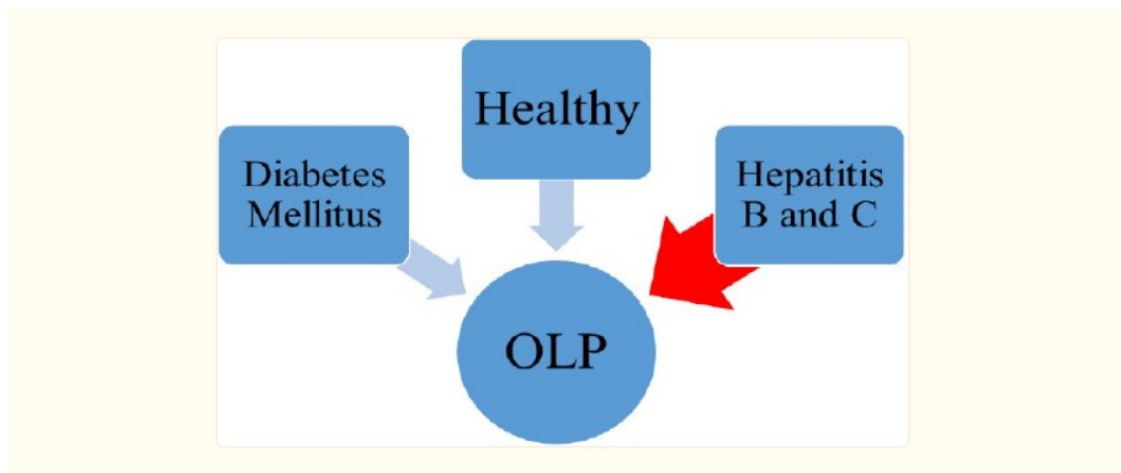 Healthy
Diabetes
Mellitus
Hepatitis
B and C
OLP